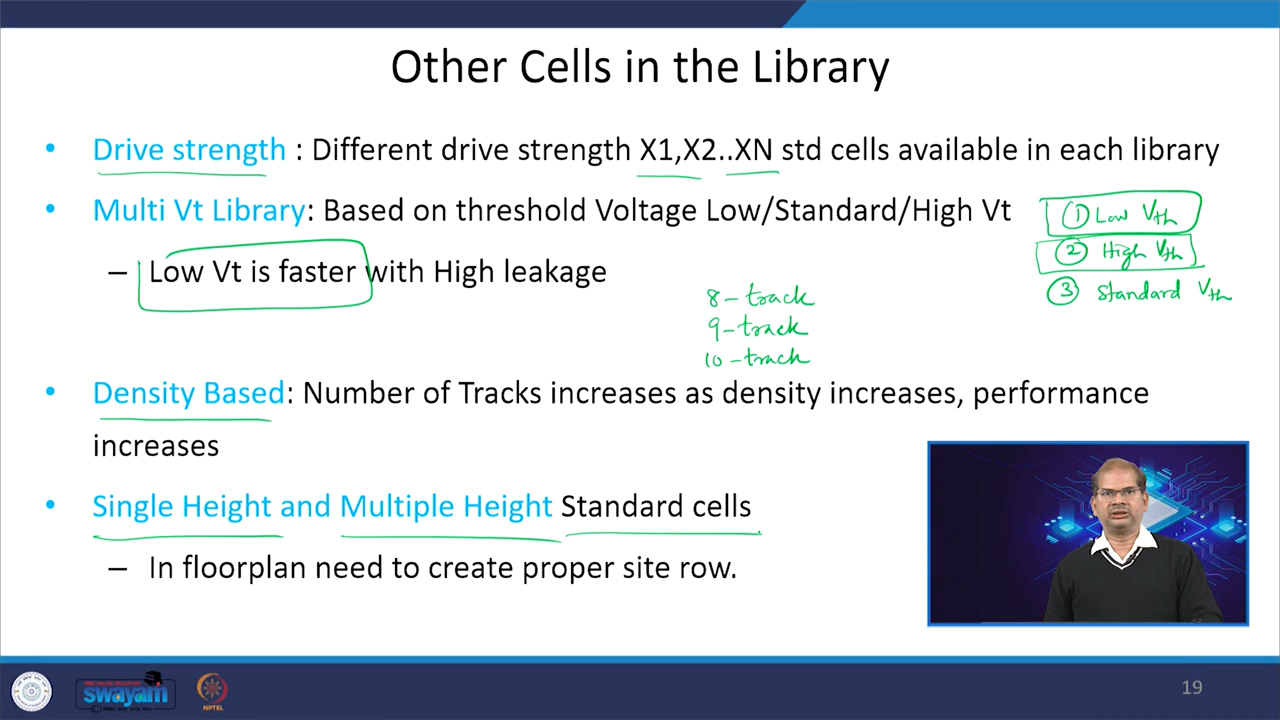 Other Cells in the Library
• Drive strength : Different drive strength X1,X2..XN std cells available in each library
• Multi Vt Library: Based on threshold Voltage Low/Standard/High Vt
① Low Vth
② High Vth
③ Standard Vth
– Low Vt is faster with High leakage
8-track
9-track
10-track
• Density Based: Number of Tracks increases as density increases, performance
increases
• Single Height and Multiple Height Standard cells
– In floorplan need to create proper site row.
swayam
NPTEL
19